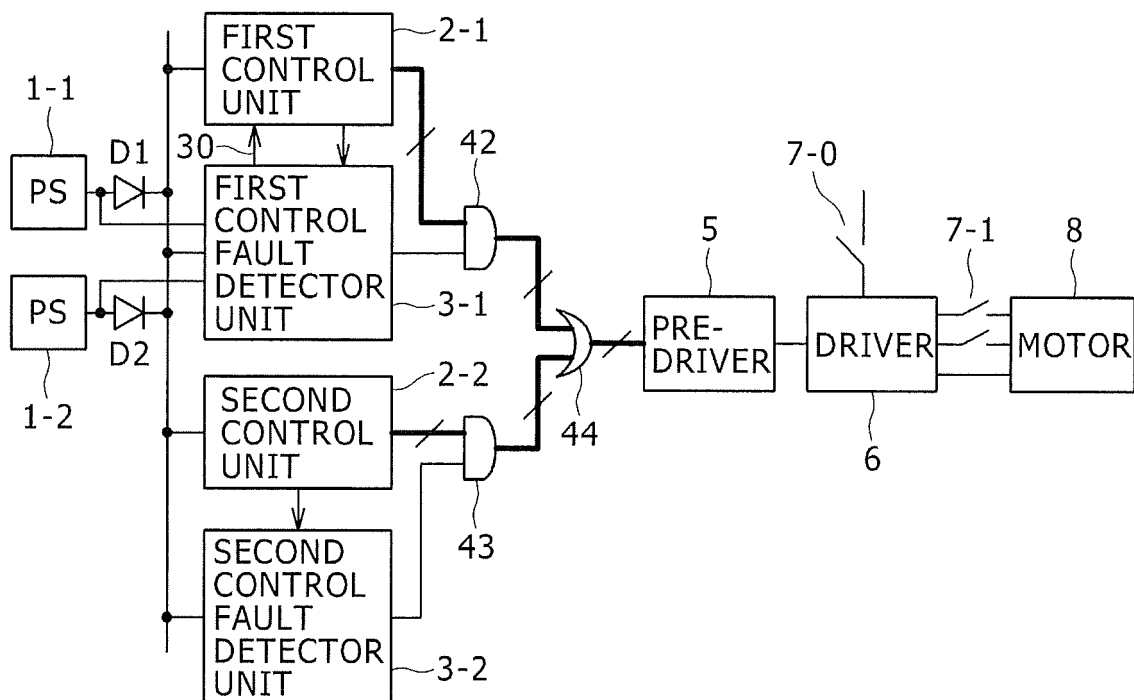 2-1
FIRST
CONTROL
UNIT
1-1
D1
30
PS
FIRST
CONTROL
FAULT
DETECTOR
UNIT
3-1
42
7-0
5
7-1
8
PS
D2
1-2
PRE-
DRIVER
DRIVER
MOTOR
6
44
2-2
SECOND
CONTROL
UNIT
43
SECOND
CONTROL
FAULT
DETECTOR
UNIT
3-2